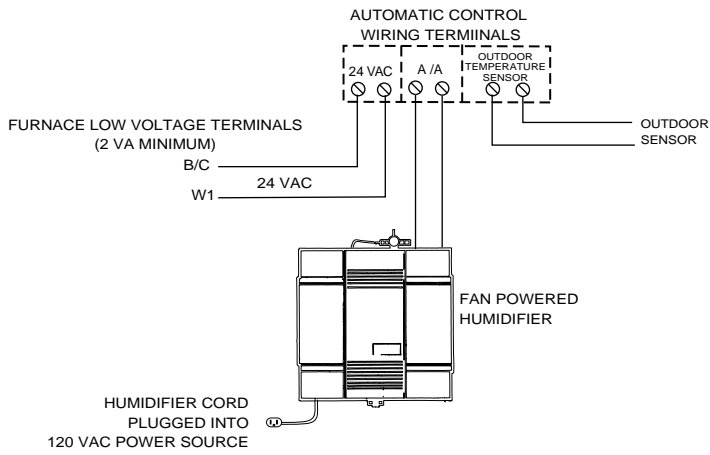 AUTOMATIC CONTROL
WIRING TERMIINALS
24 VAC
A /A
OUTDOOR
TEMPERATURE
SENSOR
FURNACE LOW VOLTAGE TERMINALS
(2 VA MINIMUM)
B/C
24 VAC
W1
OUTDOOR
SENSOR
FAN POWERED
HUMIDIFIER
HUMIDIFIER CORD
PLUGGED INTO
120 VAC POWER SOURCE